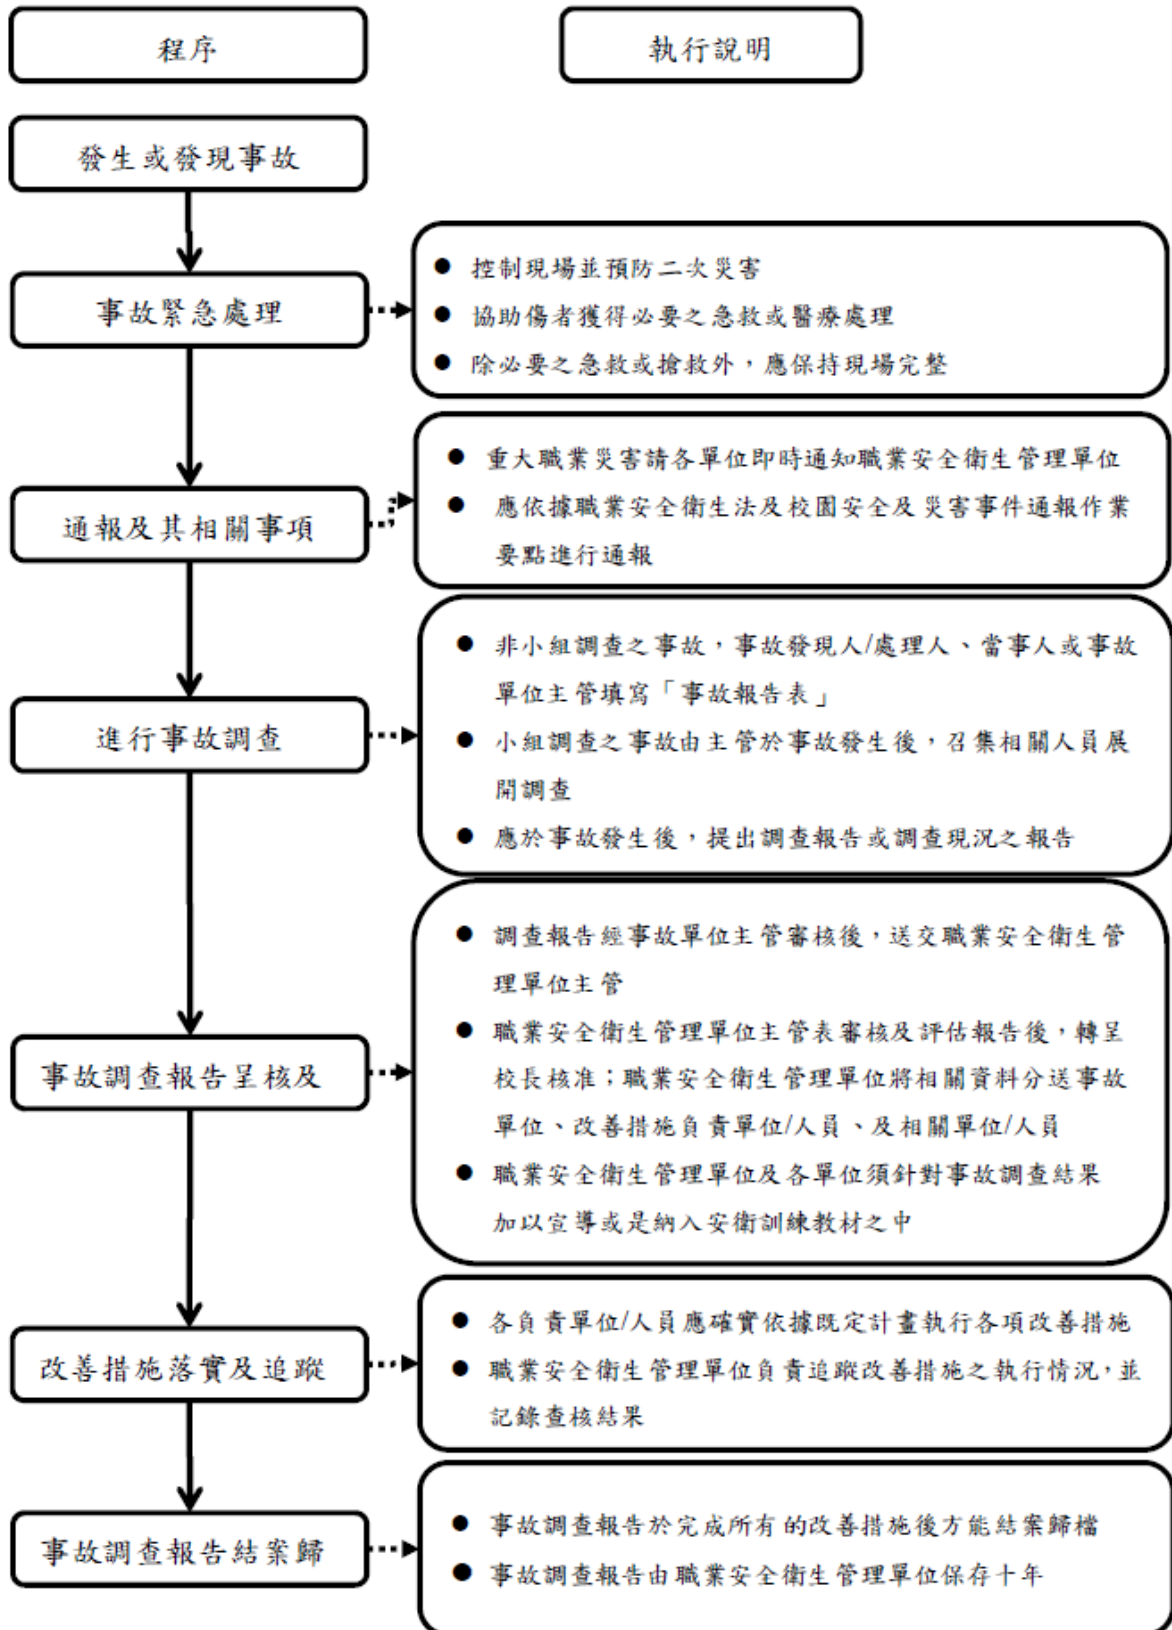 程序
執行說明
發生或發現事故
事故緊急處理
● 控制現場並預防二次災害
● 協助傷者獲得必要之急救或醫療處理
● 除必要之急救或搶救外，應保持現場完整
通報及其相關事項
● 重大職業災害請各單位即時通知職業安全衛生管理單位
● 應依據職業安全衛生法及校園安全及災害事件通報作業
要點進行通報
進行事故調查
● 非小組調查之事故，事故發現人/處理人、當事人或事故
單位主管填寫「事故報告表」
● 小組調查之事故由主管於事故發生後，召集相關人員展
開調查
● 應於事故發生後，提出調查報告或調查現況之報告
事故調查報告呈核及
● 調查報告經事故單位主管審核後，送交職業安全衛生管
理單位主管
● 職業安全衛生管理單位主管表審核及評估報告後，轉呈
校長核准；職業安全衛生管理單位將相關資料分送事故
單位、改善措施負責單位/人員、及相關單位/人員
● 職業安全衛生管理單位及各單位須針對事故調查結果
加以宣導或是納入安衛訓練教材之中
改善措施落實及追蹤
● 各負責單位/人員應確實依據既定計畫執行各項改善措施
● 職業安全衛生管理單位負責追蹤改善措施之執行情況，並
記錄查核結果
事故調查報告結案歸
● 事故調查報告於完成所有的改善措施後方能結案歸檔
● 事故調查報告由職業安全衛生管理單位保存十年